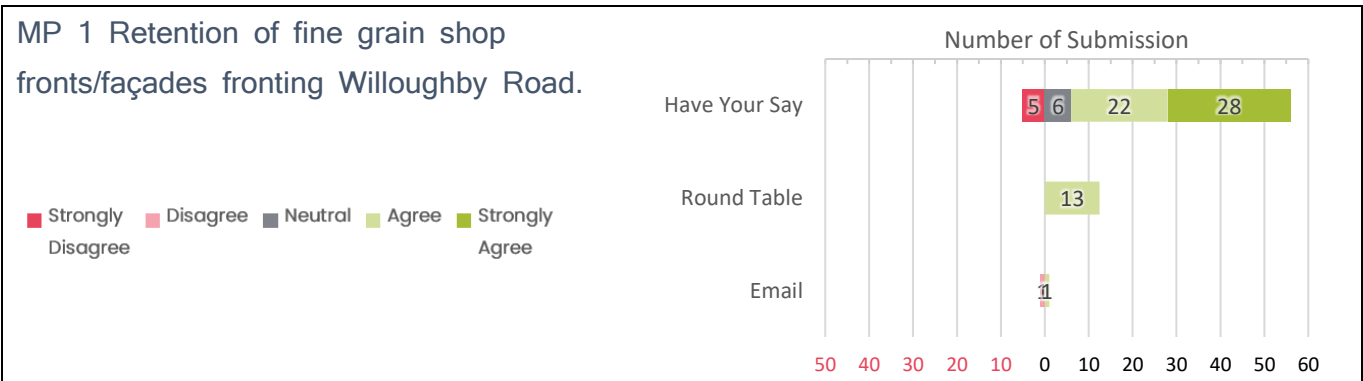 MP 1 Retention of fine grain shop
fronts/façades fronting Willoughby Road.
Strongly Disagree
Disagree
Neutral
Agree
Strongly Agree
Number of Submission
Have Your Say
5 6 22 28
Round Table
13
Email
1 1
50 40 30 20 10 0 10 20 30 40 50 60